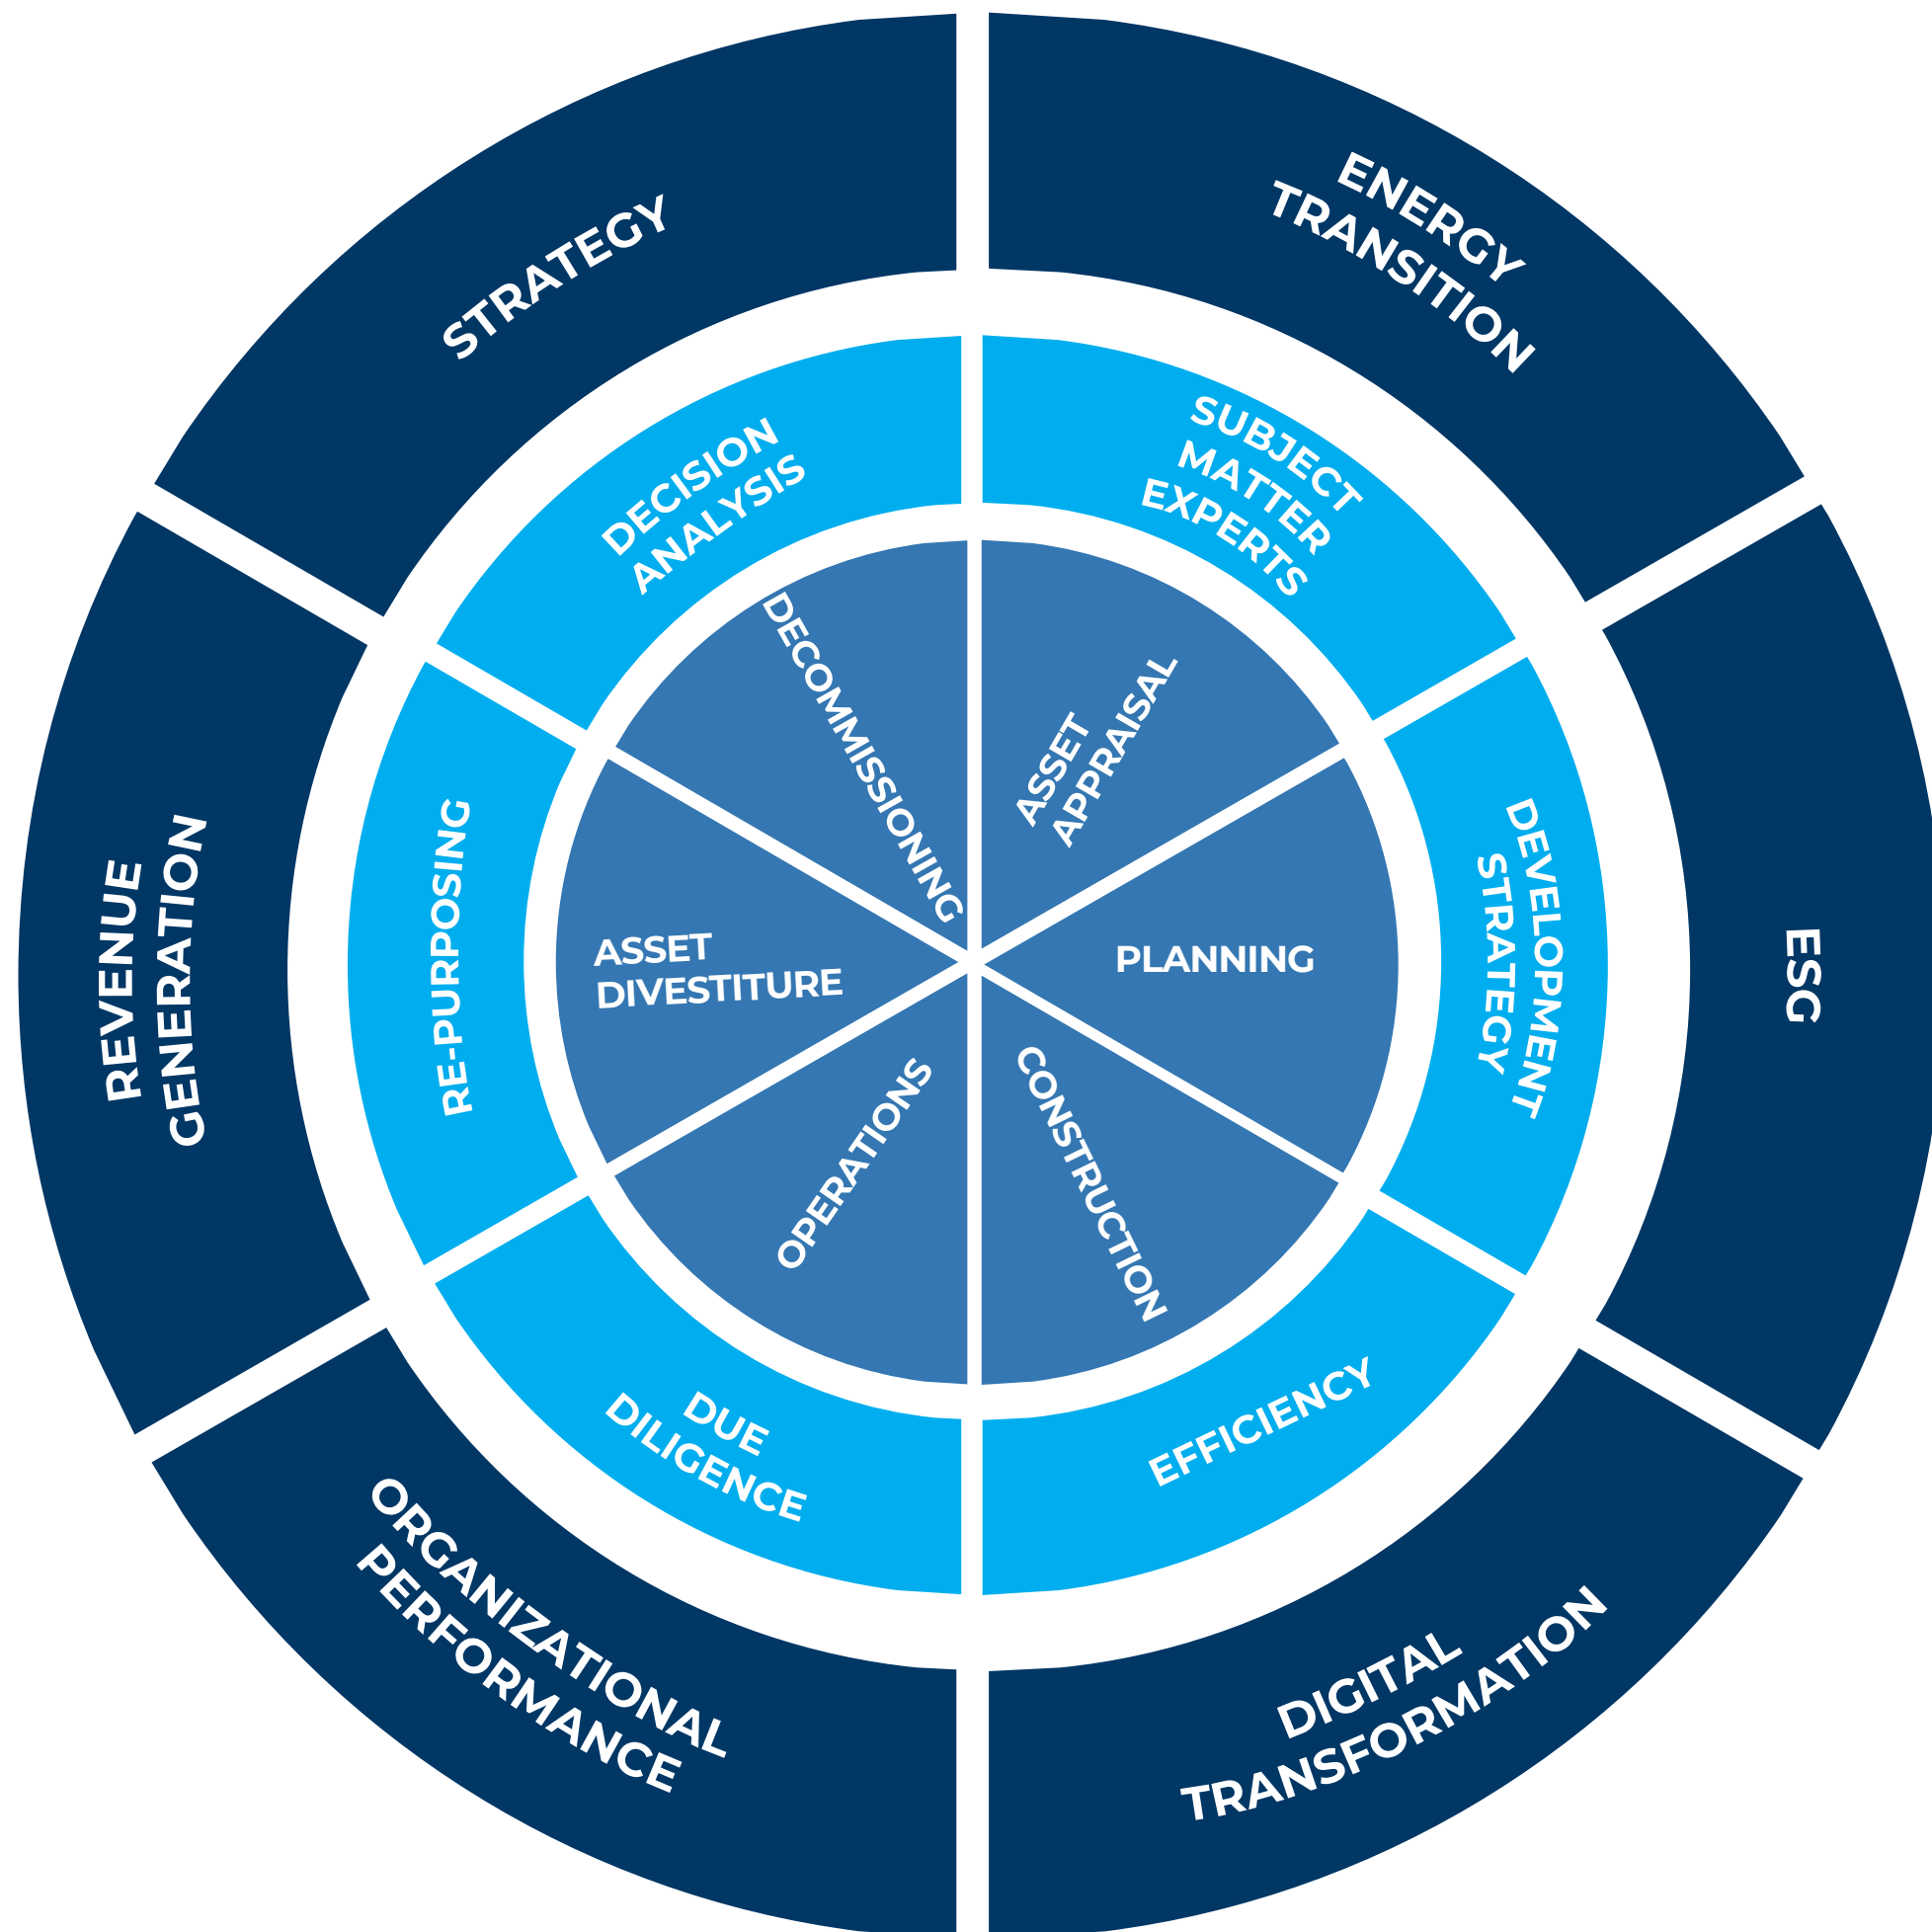 STRATEGY
ENERGY
TRANSITION
ESG
DIGITAL
TRANSFORMATION
ORGANIZATIONAL
PERFORMANCE
REVENUE
GENERATION
DECISION
ANALYSIS
SUBJECT
MATTER
EXPERTS
DEVELOPMENT
STRATEGY
EFFICIENCY
DUE
DILIGENCE
RE-PURPOSING
DECOMMISSIONING
ASSET
APPRAISAL
PLANNING
CONSTRUCTION
OPERATIONS
ASSET
DIVESTITURE